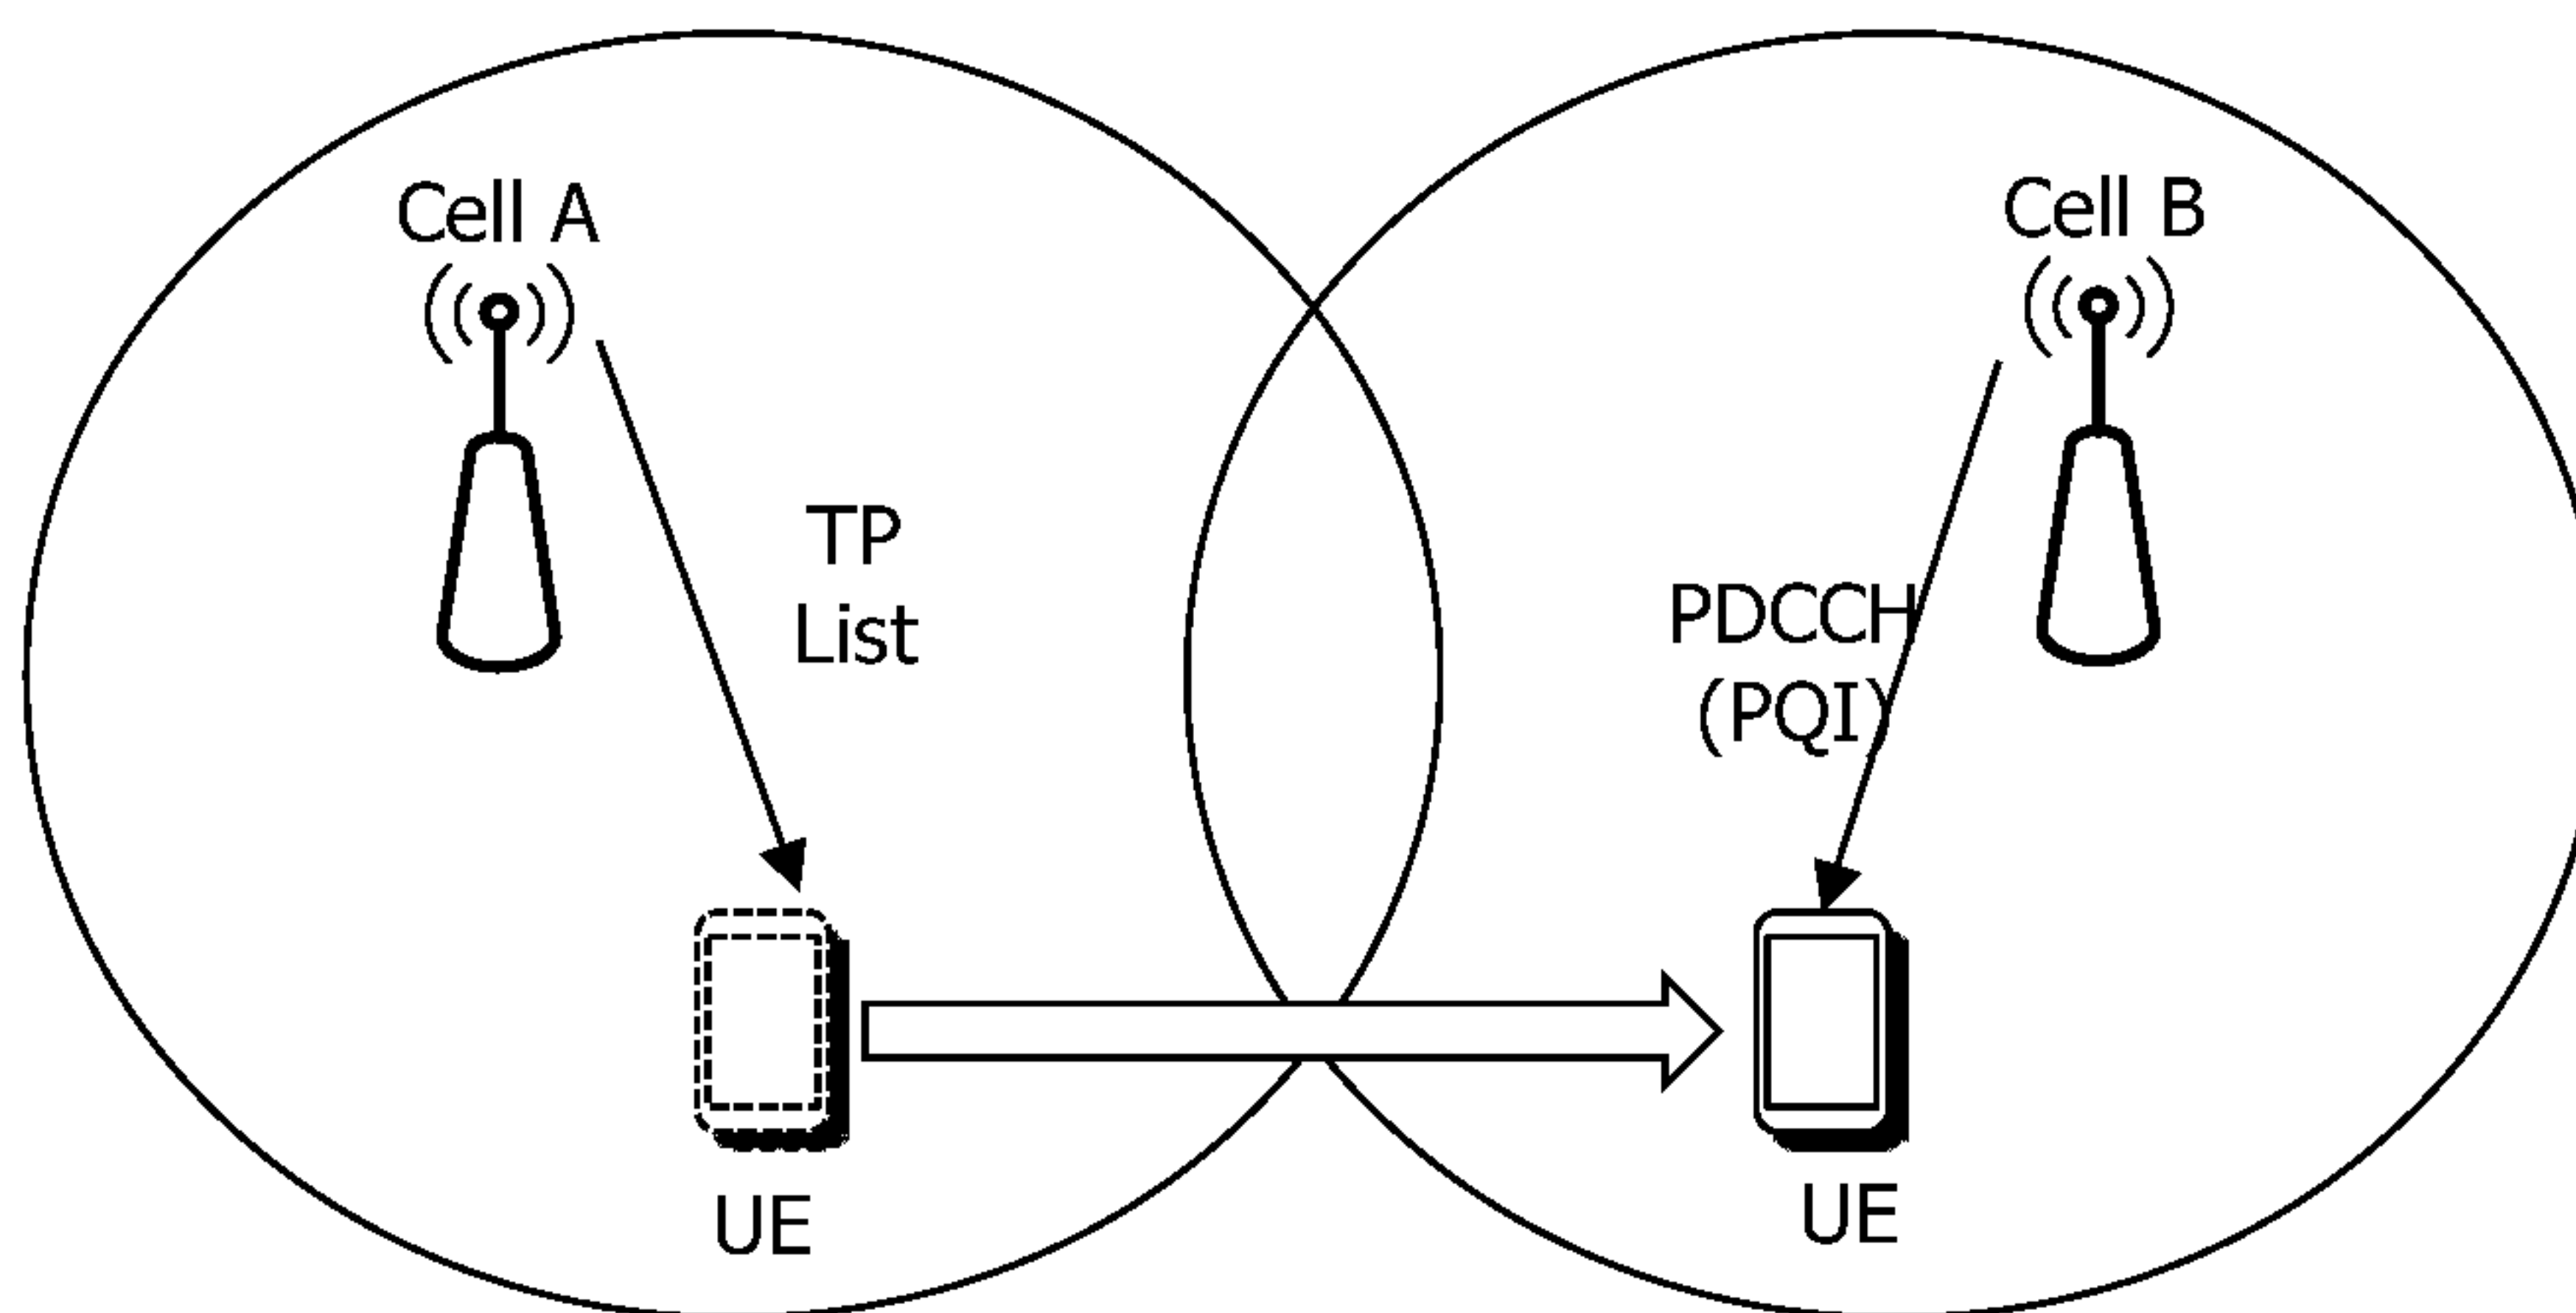 Cell A
Cell B
TP
List
PDCCH
(PQI)
UE
UE